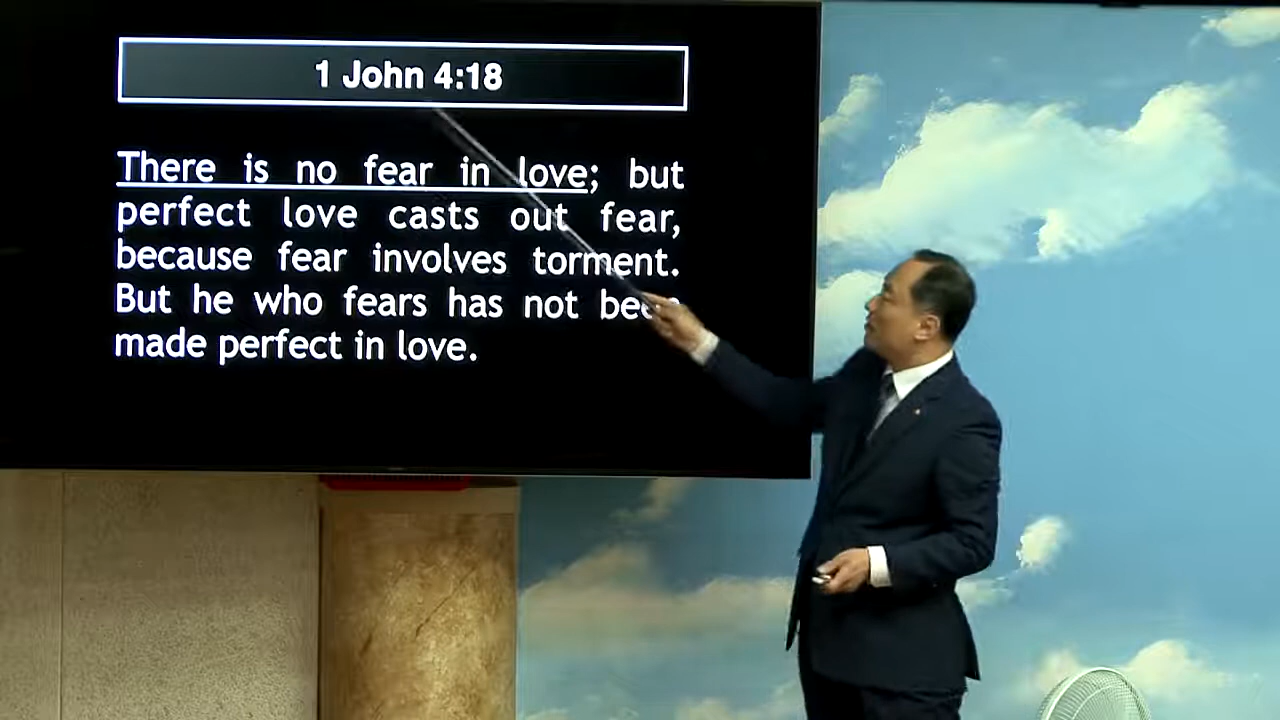 1 John 4:18
There is no fear in love; but
perfect love casts out fear,
because fear involves torment.
But he who fears has not been
made perfect in love.